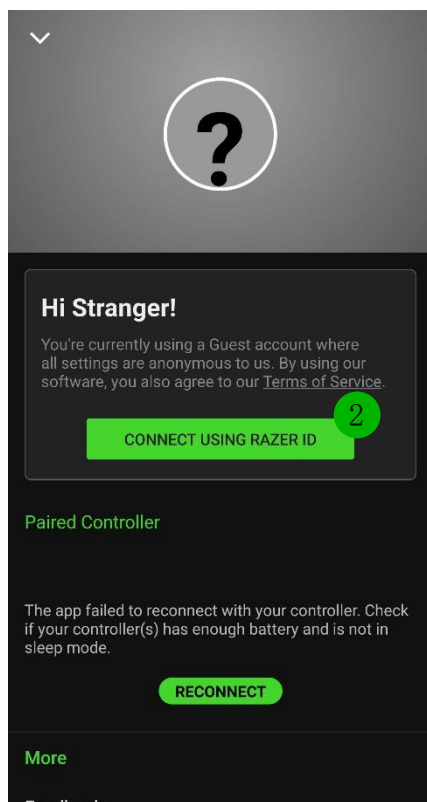 ?
Hi Stranger!
You're currently using a Guest account where
all settings are anonymous to us. By using our
software, you also agree to our Terms of Service.
2
CONNECT USING RAZER ID
Paired Controller
The app failed to reconnect with your controller. Check
if your controller(s) has enough battery and is not in
sleep mode.
RECONNECT
More